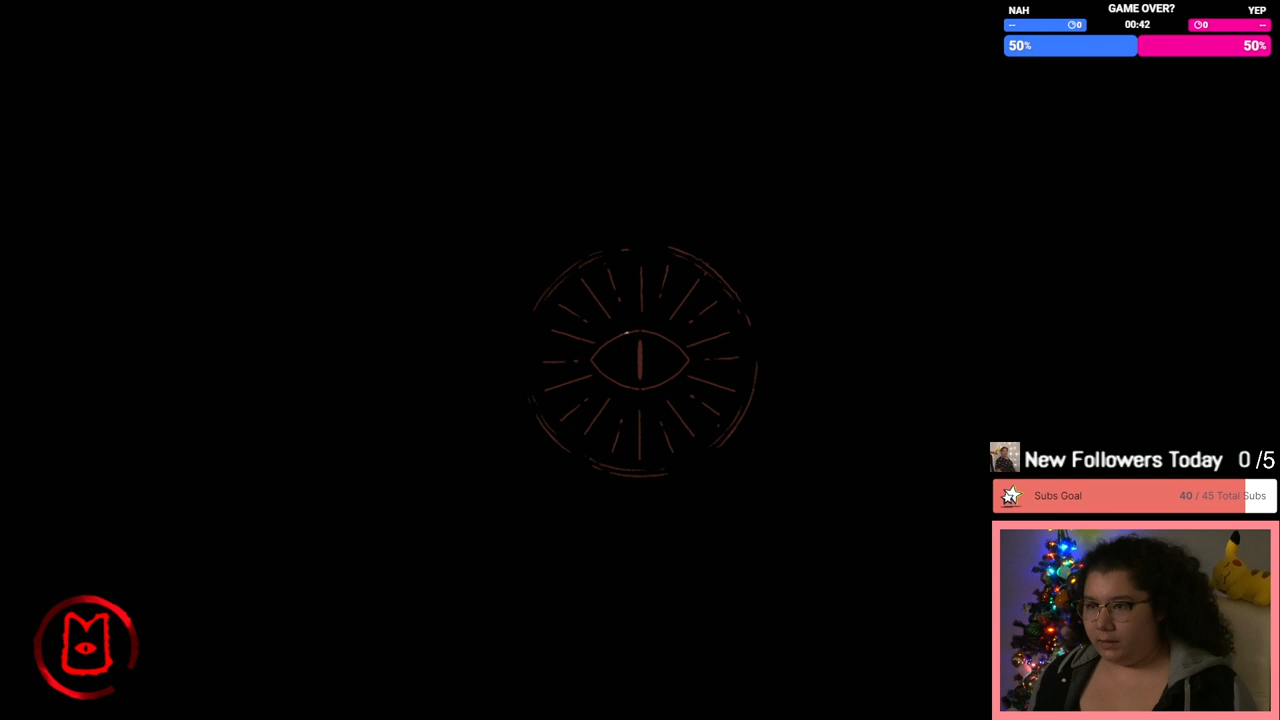 GAME OVER?
NAH
YEP
00:42
--
0
0
--
50%
50%
New Followers Today 0 /5
Subs Goal
40 / 45 Total Subs